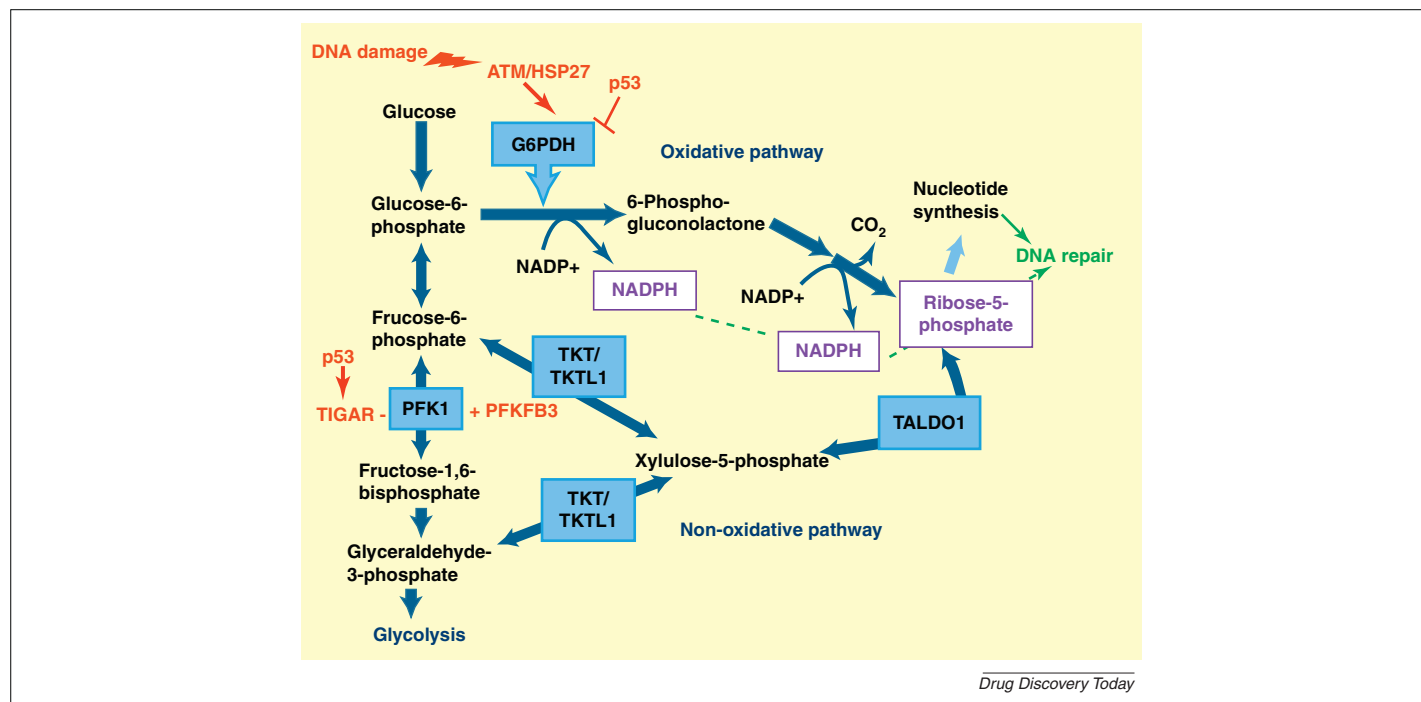 DNA damage
ATM/HSP27
p53
Glucose
G6PDH
Oxidative pathway
Glucose-6-
phosphate
6-Phospho-
gluconolactone
NADP+
NADPH
CO2
NADP+
NADPH
Nucleotide
synthesis
DNA repair
Ribose-5-
phosphate
Frucose-6-
phosphate
TKT/
TKTL1
p53
TIGAR -
PFK1
+ PFKFB3
TALDO1
Xylulose-5-phosphate
Fructose-1,6-
bisphosphate
TKT/
TKTL1
Non-oxidative pathway
Glyceraldehyde-
3-phosphate
Glycolysis
Drug Discovery Today